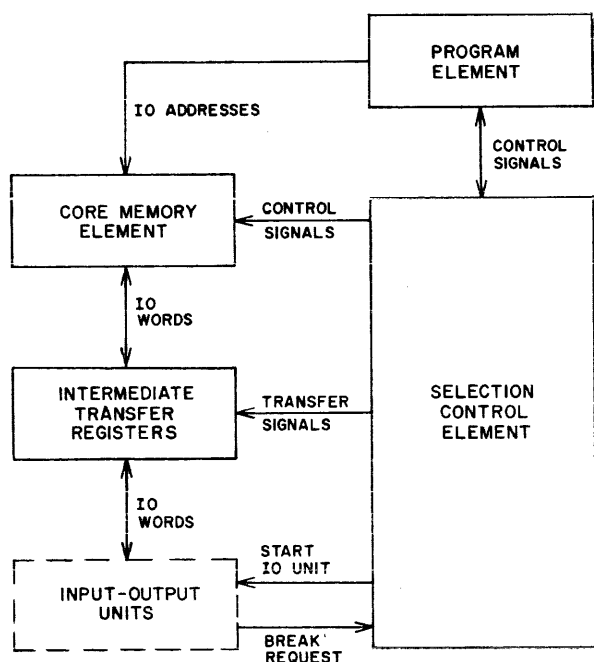 PROGRAM
ELEMENT
IO ADDRESSES
CONTROL
SIGNALS
CORE MEMORY
ELEMENT
CONTROL
SIGNALS
IO
WORDS
INTERMEDIATE
TRANSFER
REGISTERS
TRANSFER
SIGNALS
SELECTION
CONTROL
ELEMENT
IO
WORDS
START
IO UNIT
INPUT-OUTPUT
UNITS
BREAK
REQUEST